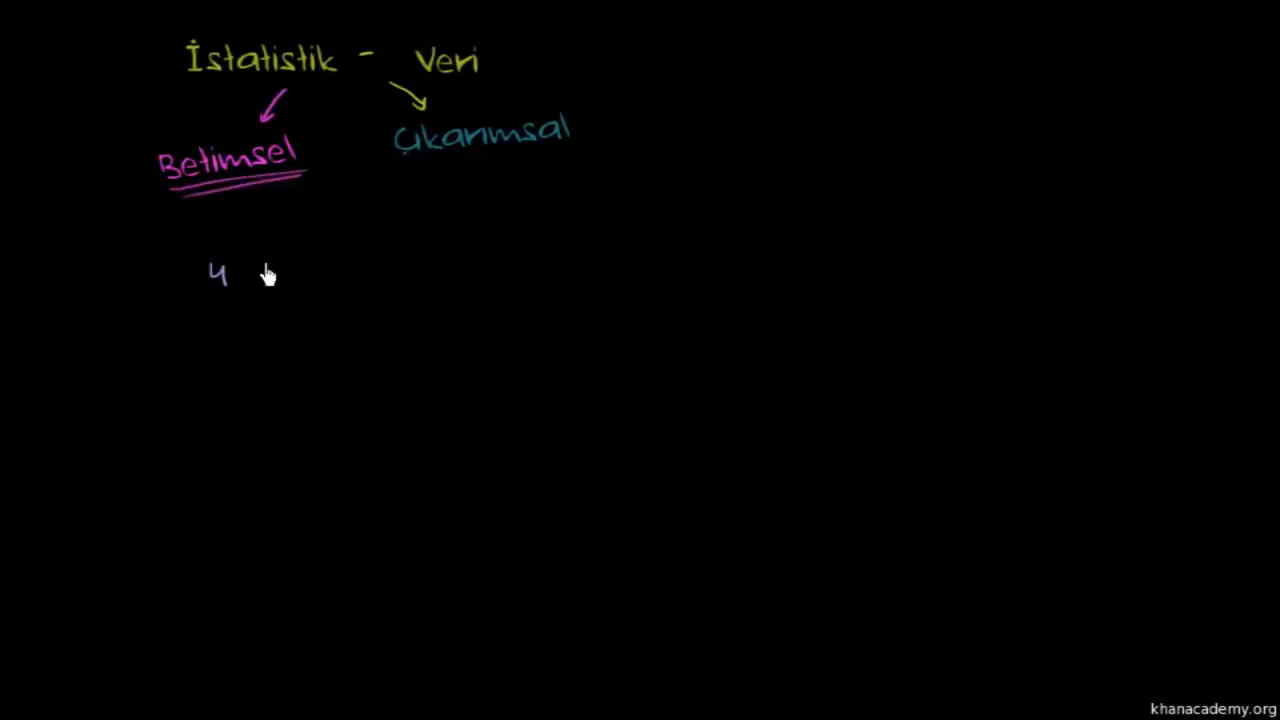 İstatistik - Veri
Betimsel
Çıkarımsal
4
khanacademy.org